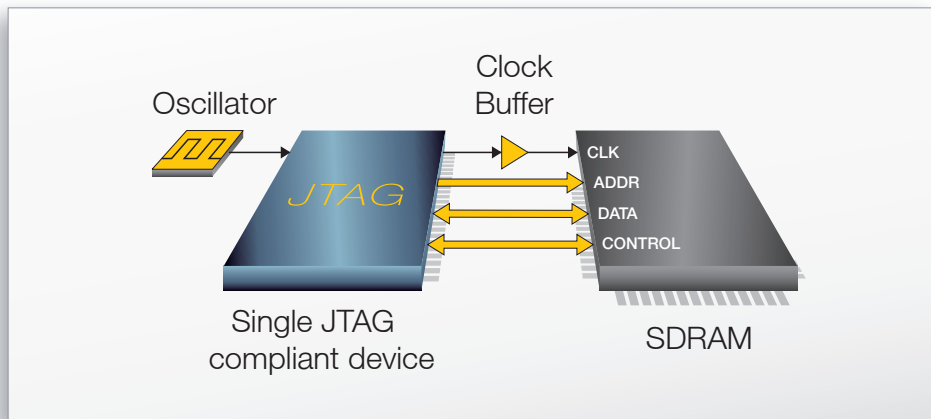 Clock
Buffer
Oscillator
JTAG
CLK
ADDR
DATA
CONTROL
Single JTAG
compliant device
SDRAM